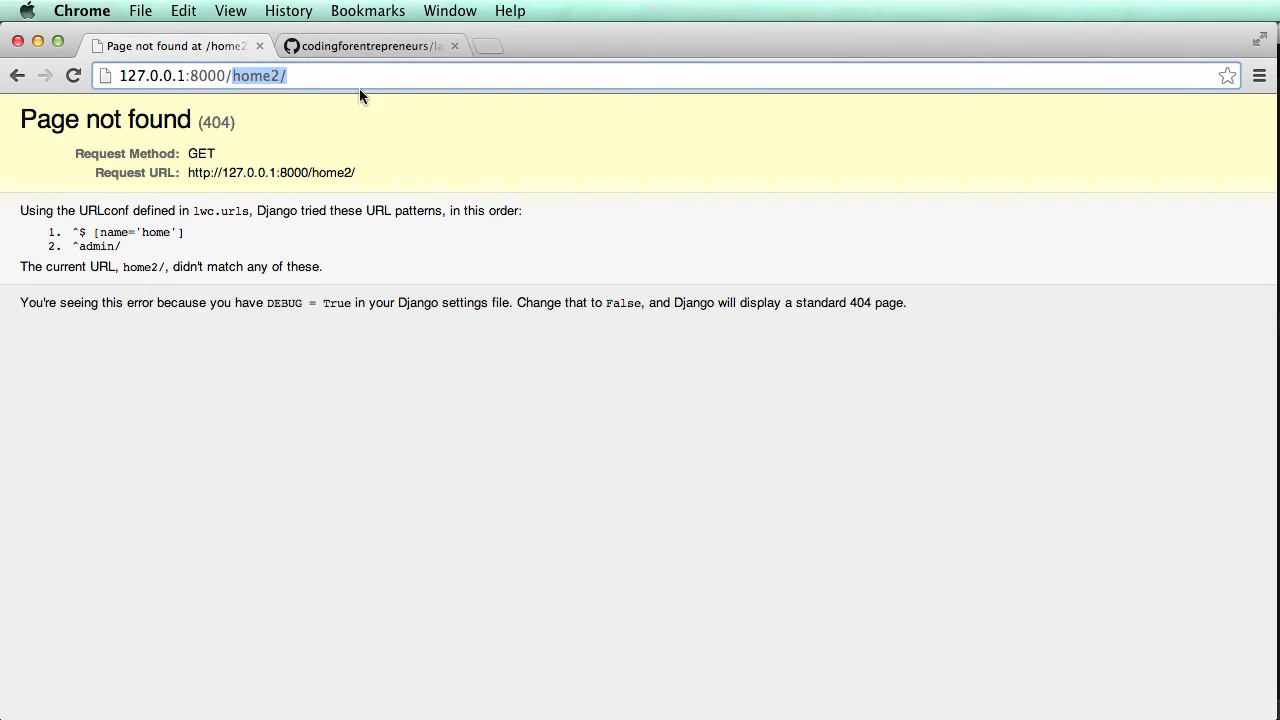 Chrome File Edit View History Bookmarks Window Help
Page not found at /home2 codingforentrepreneurs/la
127.0.0.1:8000/home2/
Page not found (404)
Request Method: GET
Request URL: http://127.0.0.1:8000/home2/
Using the URLconf defined in lwc.urls, Django tried these URL patterns, in this order:
1. ^$ [name='home']
2. ^admin/
The current URL, home2/, didn't match any of these.
You're seeing this error because you have DEBUG = True in your Django settings file. Change that to False, and Django will display a standard 404 page.